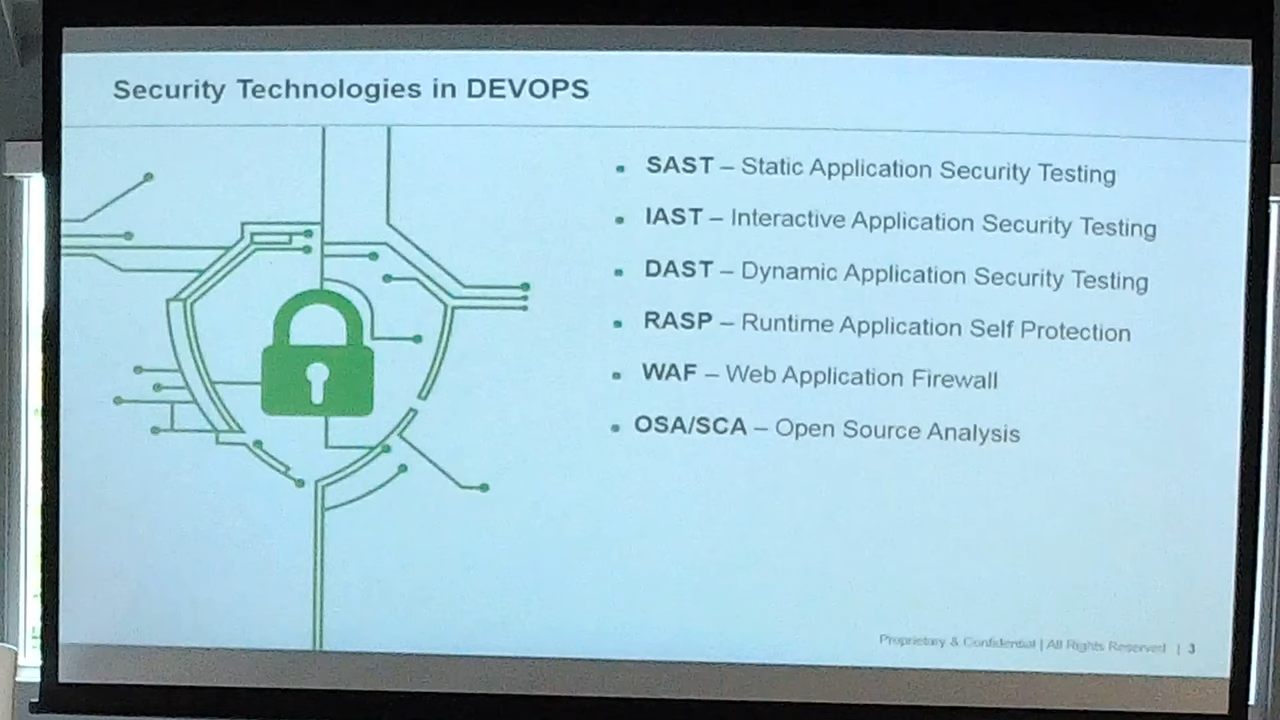 Security Technologies in DEVOPS
▪ SAST – Static Application Security Testing
▪ IAST – Interactive Application Security Testing
▪ DAST – Dynamic Application Security Testing
▪ RASP – Runtime Application Self Protection
▪ WAF – Web Application Firewall
▪ OSA/SCA – Open Source Analysis
Proprietary & Confidential | All Rights Reserved | 3